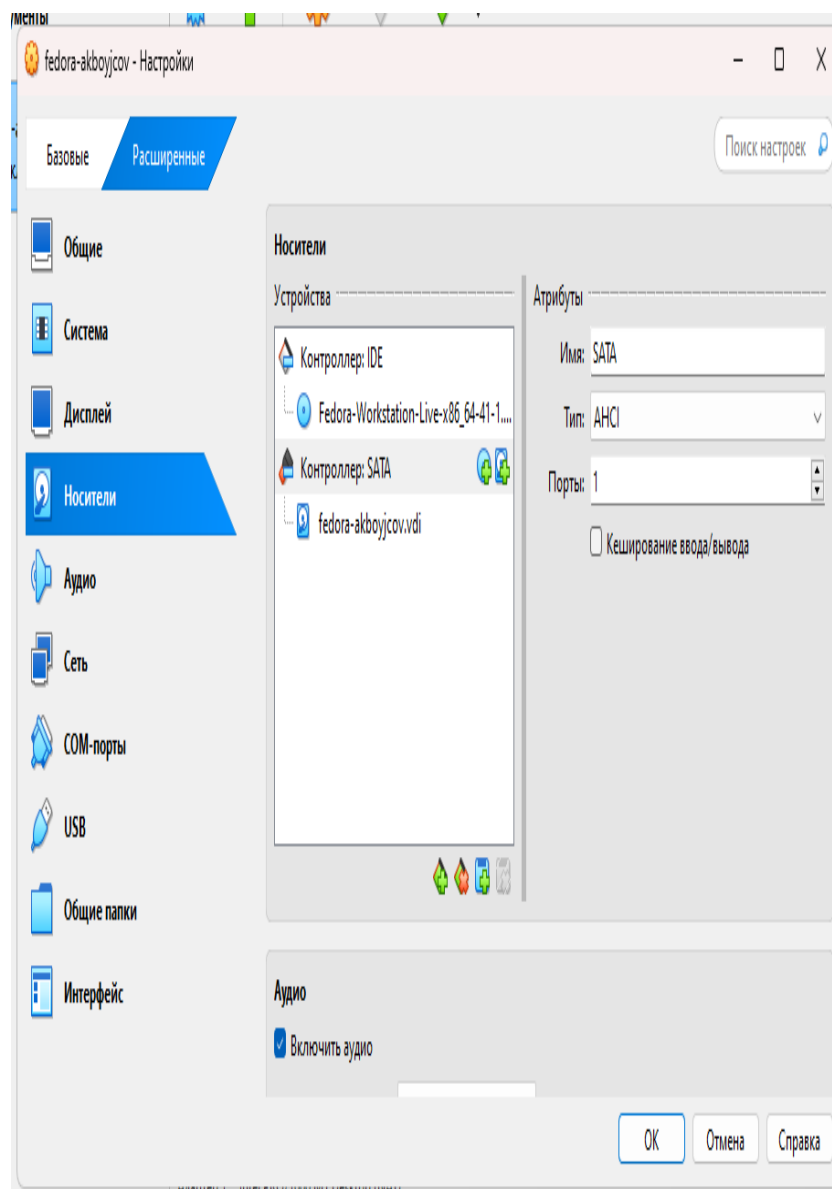 ументы
fedora-akboyjcov - Настройки
Базовые
Расширенные
Поиск настроек
Общие
Система
Дисплей
Носители
Аудио
Сеть
COM-порты
USB
Общие папки
Интерфейс
Носители
Устройства
Контроллер: IDE
Fedora-Workstation-Live-x86_64-41-1....
Контроллер: SATA
fedora-akboyjcov.vdi
Атрибуты
Имя: SATA
Тип: AHCI
Порты: 1
Кеширование ввода/вывода
Аудио
Включить аудио
OK
Отмена
Справка